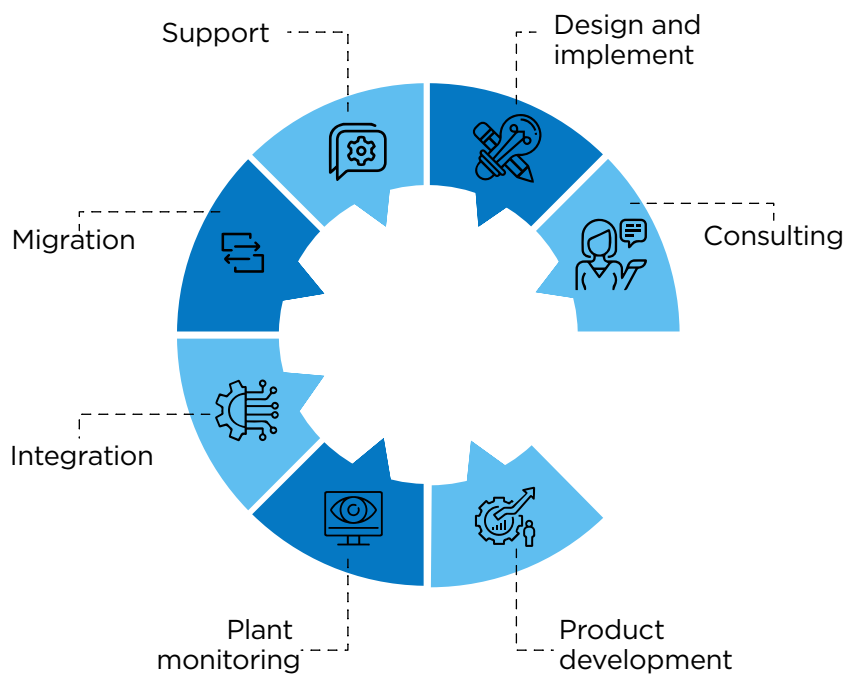 Support
Design and
implement
Migration
Consulting
Integration
Plant
monitoring
Product
development